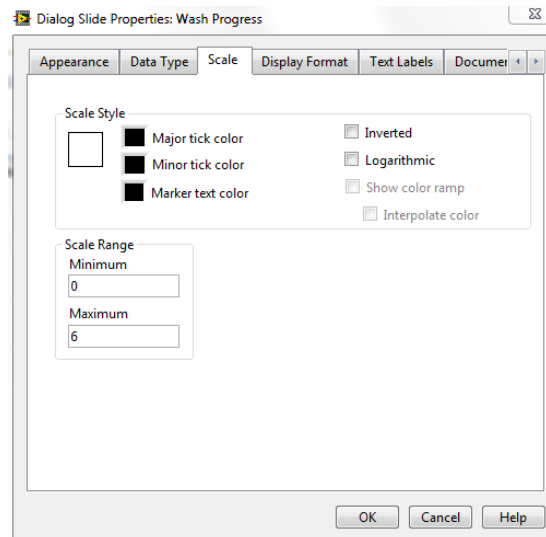 Dialog Slide Properties: Wash Progress
Appearance Data Type Scale Display Format Text Labels
Scale Style
Major tick color
Minor tick color
Marker text color
Inverted
Logarithmic
Show color ramp
Interpolate color
Scale Range
Minimum
0
Maximum
6
OK Cancel Help